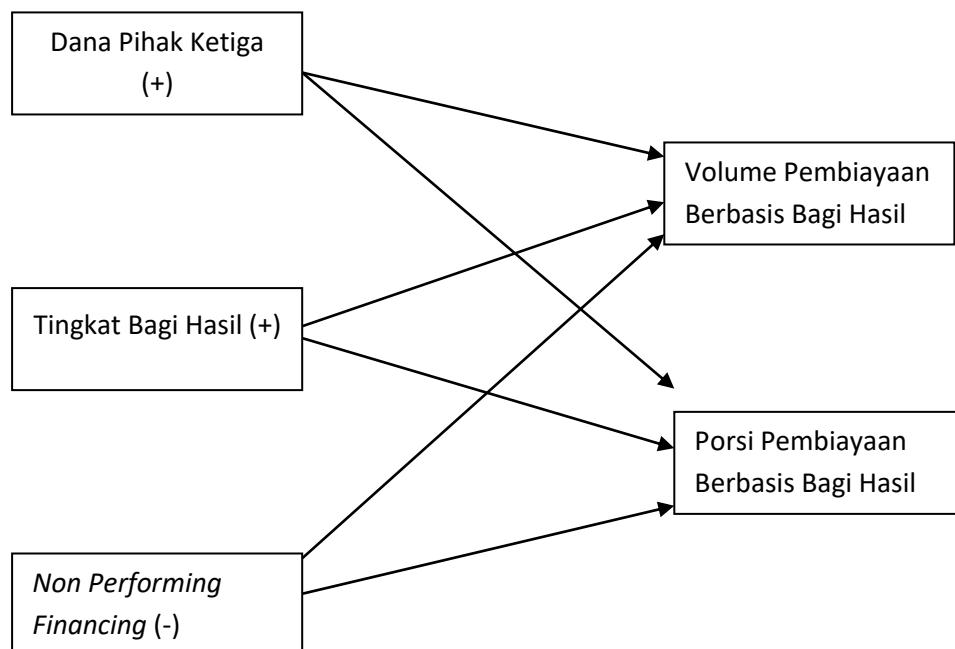 Dana Pihak Ketiga
(+)
Volume Pembiayaan
Berbasis Bagi Hasil
Tingkat Bagi Hasil (+)
Porsi Pembiayaan
Berbasis Bagi Hasil
Non Performing
Financing (-)